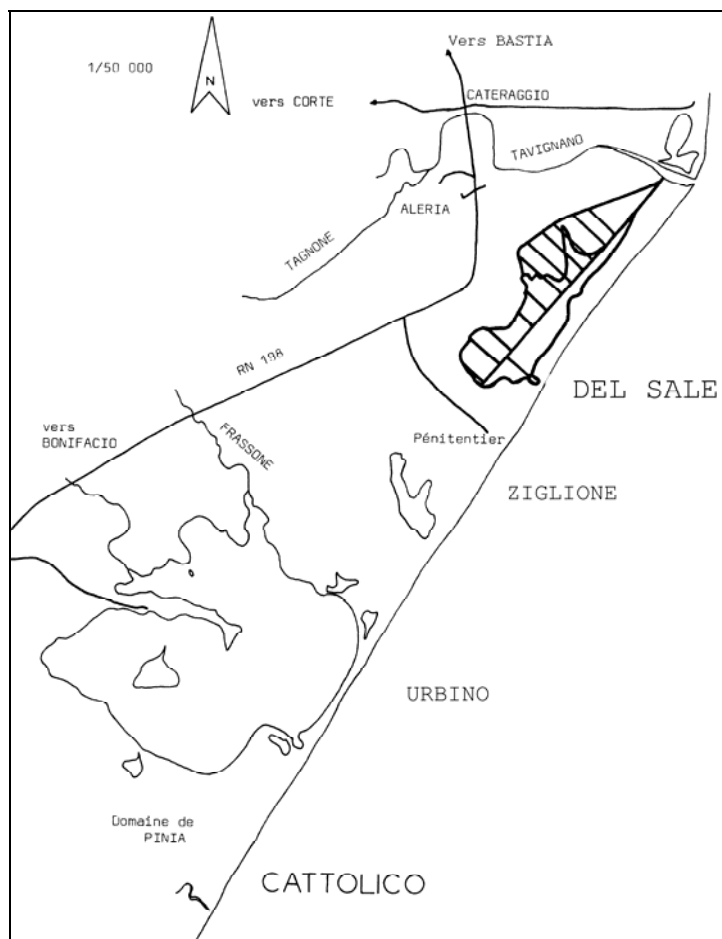 Vers BASTIA
1/50 000
N
vers CORTE
CATERAGGIO
TAVIGNANO
ALERIA
TAGNONE
RN 198
DEL SALE
vers
BONIFACIO
FRASSONE
Pénitentier
ZIGLIONE
URBINO
Domaine de
PINIA
CATTOLICO